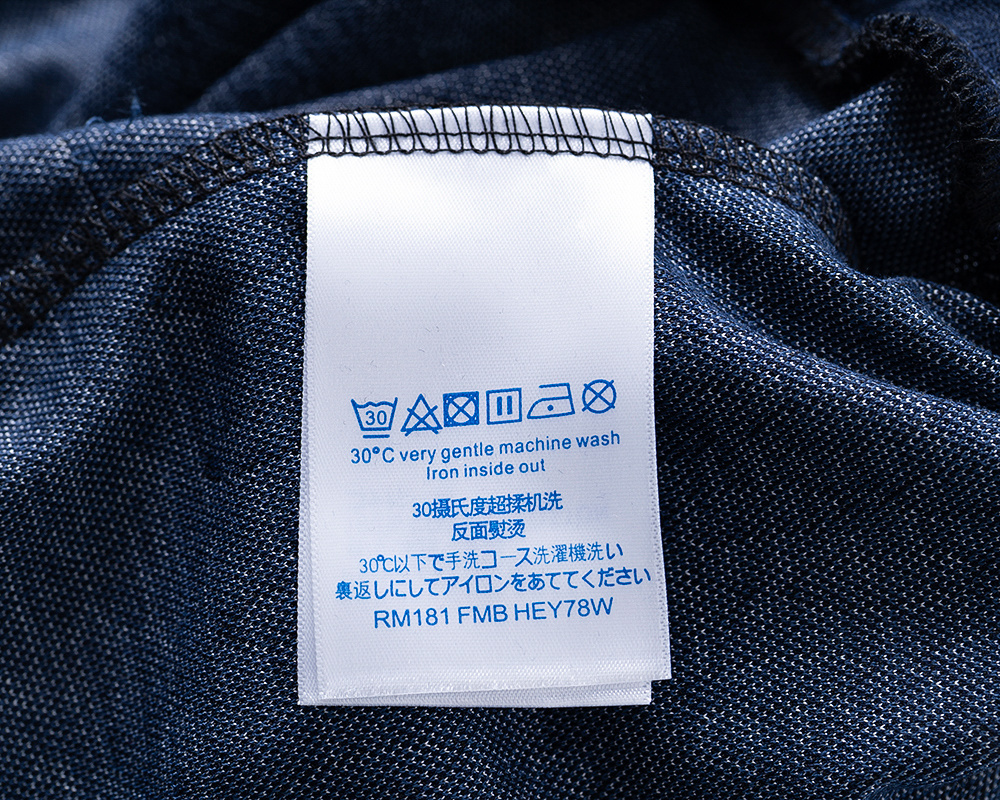 30
30°C very gentle machine wash
Iron inside out
30摄氏度超揉机洗
反面熨烫
30℃以下で手洗コース洗濯機洗い
裏返しにしてアイロンをあててください
RM181 FMB HEY78W